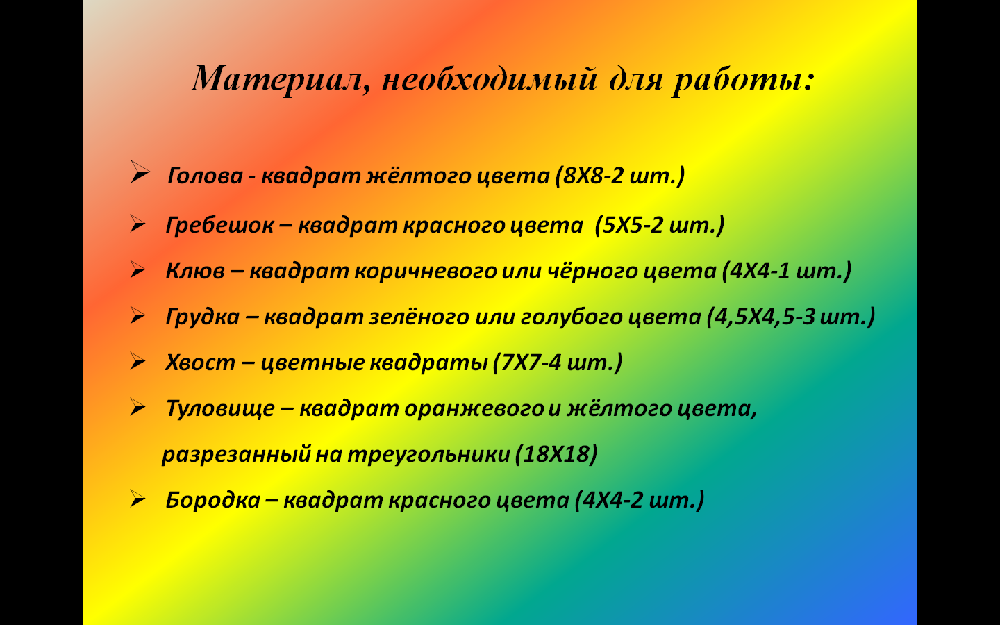 Материал, необходимый для работы:
➢ Голова - квадрат жёлтого цвета (8Х8-2 шт.)
➢ Гребешок – квадрат красного цвета (5Х5-2 шт.)
➢ Клюв – квадрат коричневого или чёрного цвета (4Х4-1 шт.)
➢ Грудка – квадрат зелёного или голубого цвета (4,5Х4,5-3 шт.)
➢ Хвост – цветные квадраты (7Х7-4 шт.)
➢ Туловище – квадрат оранжевого и жёлтого цвета,
разрезанный на треугольники (18Х18)
➢ Бородка – квадрат красного цвета (4Х4-2 шт.)